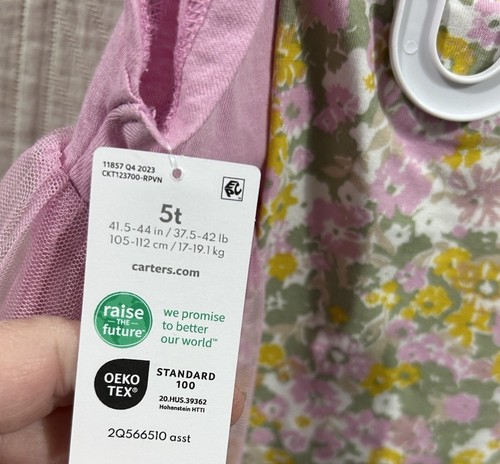 11857 Q4 2023
CKT123700-RPVN
5t
41.5-44 in / 37.5-42 lb
105-112 cm / 17-19.1 kg
carters.com
raise
THE
future™
we promise
to better
our world™
OEKO
TEX®
STANDARD
100
20.HUS.39362
Hohenstein HTTI
2Q566510 asst